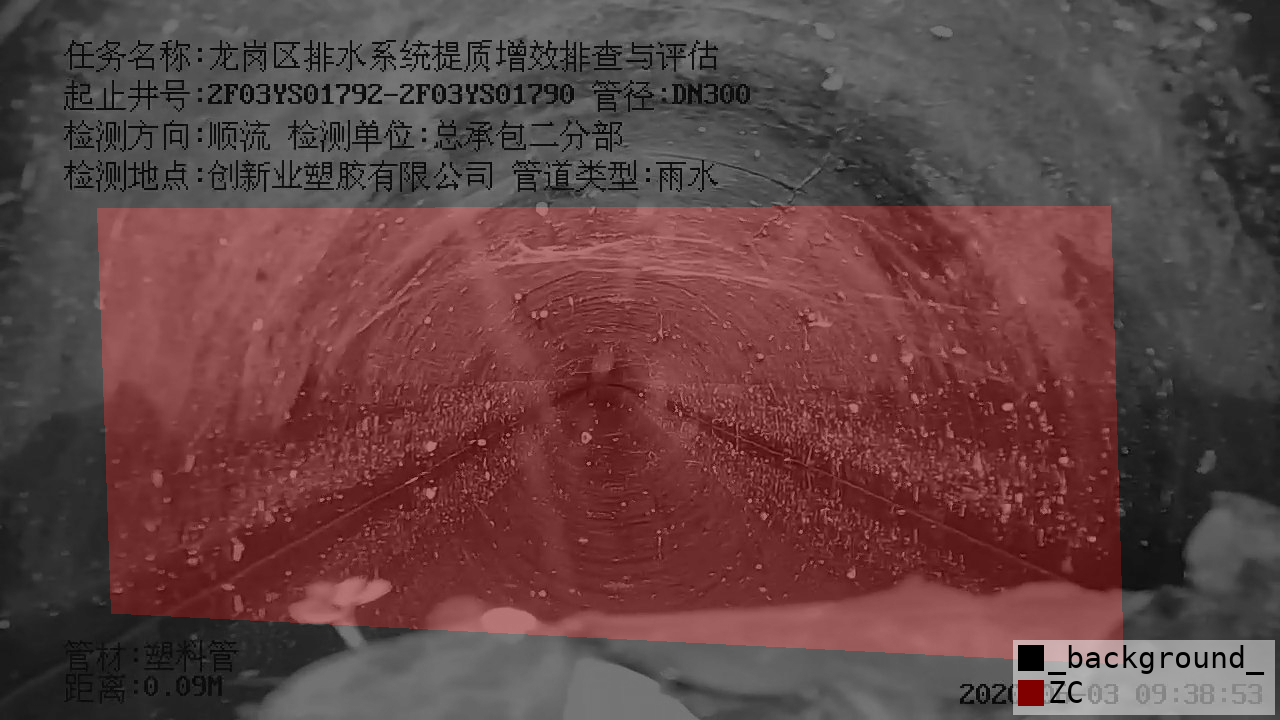 任务名称:龙岗区排水系统提质增效排查与评估
起止井号:2F03YS01792-2F03YS01790 管径:DN300
检测方向:顺流 检测单位:总承包二分部
检测地点:创新业塑胶有限公司 管道类型:雨水
管材:塑料管
距离:0.09M
_background_
ZC
09:38:53